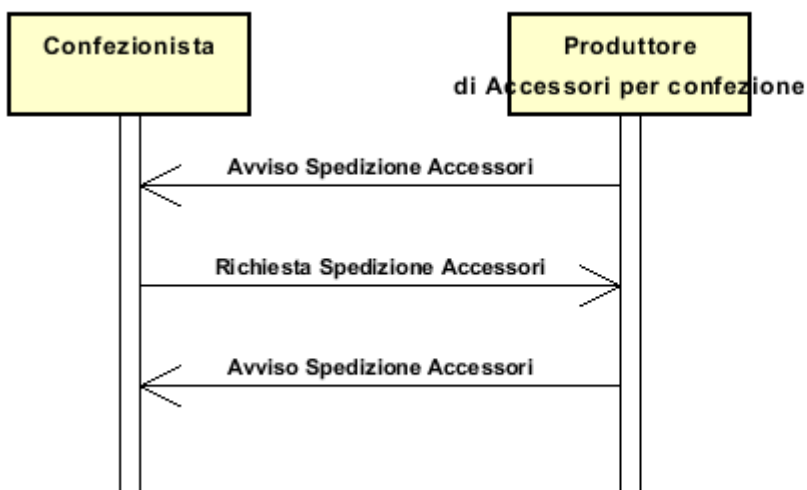 Confezionista
Produttore
di Accessori per confezione
Avviso Spedizione Accessori
Richiesta Spedizione Accessori
Avviso Spedizione Accessori